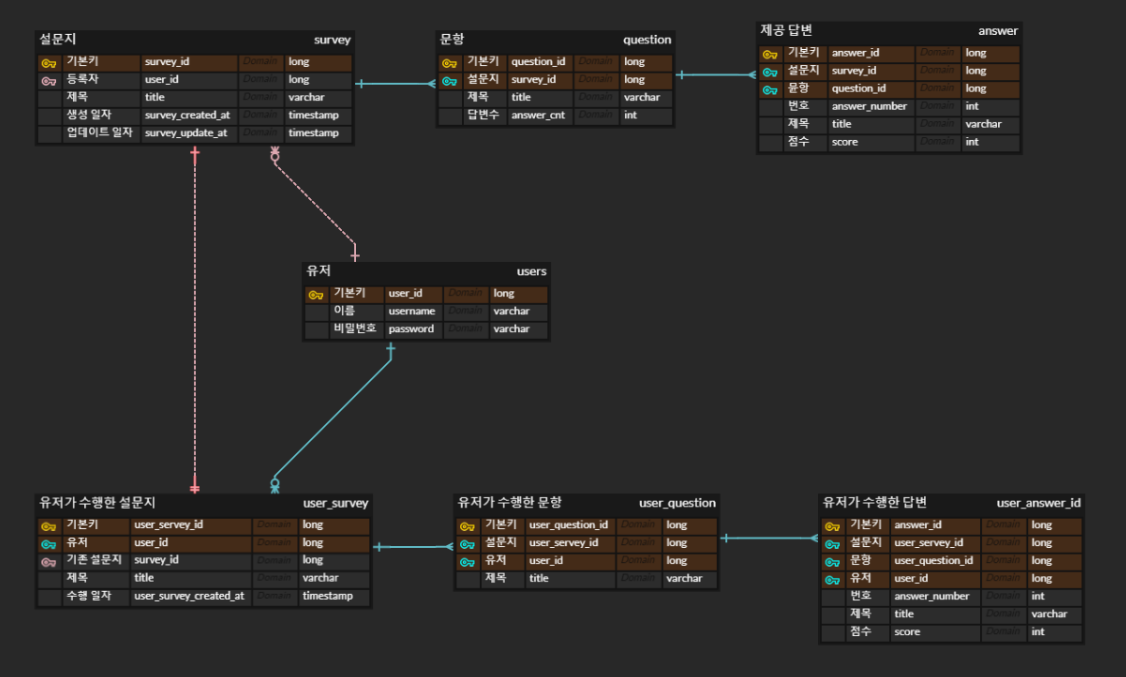 설문지 survey
기본키 survey_id Domain long
등록자 user_id Domain long
제목 title Domain varchar
생성 일자 survey_created_at Domain timestamp
업데이트 일자 survey_update_at Domain timestamp
문항 question
기본키 question_id Domain long
설문지 survey_id Domain long
제목 title Domain varchar
답변수 answer_cnt Domain int
제공 답변 answer
기본키 answer_id Domain long
설문지 survey_id Domain long
문항 question_id Domain long
번호 answer_number Domain int
제목 title Domain varchar
점수 score Domain int
유저 users
기본키 user_id Domain long
이름 username Domain varchar
비밀번호 password Domain varchar
유저가 수행한 설문지 user_survey
기본키 user_servey_id Domain long
유저 user_id Domain long
기존 설문지 survey_id Domain long
제목 title Domain varchar
수행 일자 user_survey_created_at Domain timestamp
유저가 수행한 문항 user_question
기본키 user_question_id Domain long
설문지 user_servey_id Domain long
유저 user_id Domain long
제목 title Domain varchar
유저가 수행한 답변 user_answer_id
기본키 answer_id Domain long
설문지 user_servey_id Domain long
문항 user_question_id Domain long
유저 user_id Domain long
번호 answer_number Domain int
제목 title Domain varchar
점수 score Domain int